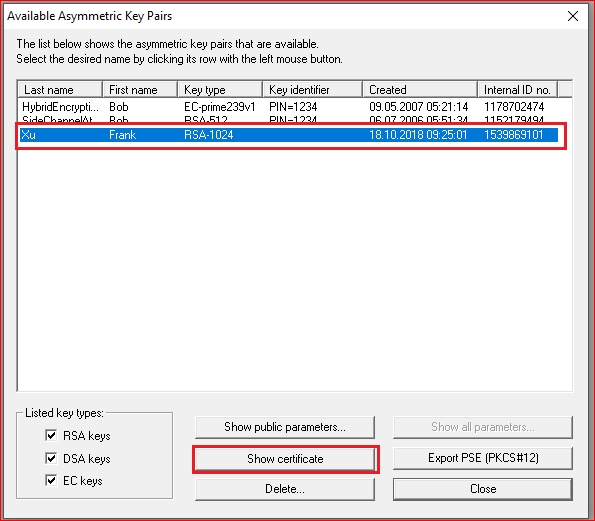 Available Asymmetric Key Pairs
The list below shows the asymmetric key pairs that are available.
Select the desired name by clicking its row with the left mouse button.
Last name First name Key type Key identifier Created Internal ID no.
HybridEncrypti... Bob EC-prime239v1 PIN=1234 09.05.2007 05:21:14 1178702474
SideChannelAt... Bob RSA-512 PIN=1234 06.07.2006 05:51:34 1152179494
Xu Frank RSA-1024 18.10.2018 09:25:01 1539869101
Listed key types:
RSA keys
DSA keys
EC keys
Show public parameters... Show all parameters...
Show certificate Export PSE (PKCS#12)
Delete... Close